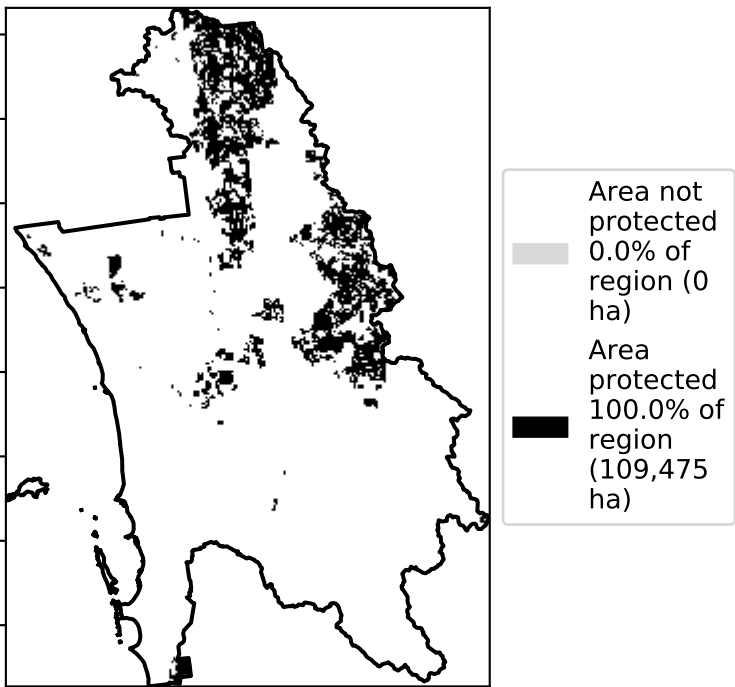 Area not
protected
0.0% of
region (0
ha)
Area
protected
100.0% of
region
(109,475
ha)